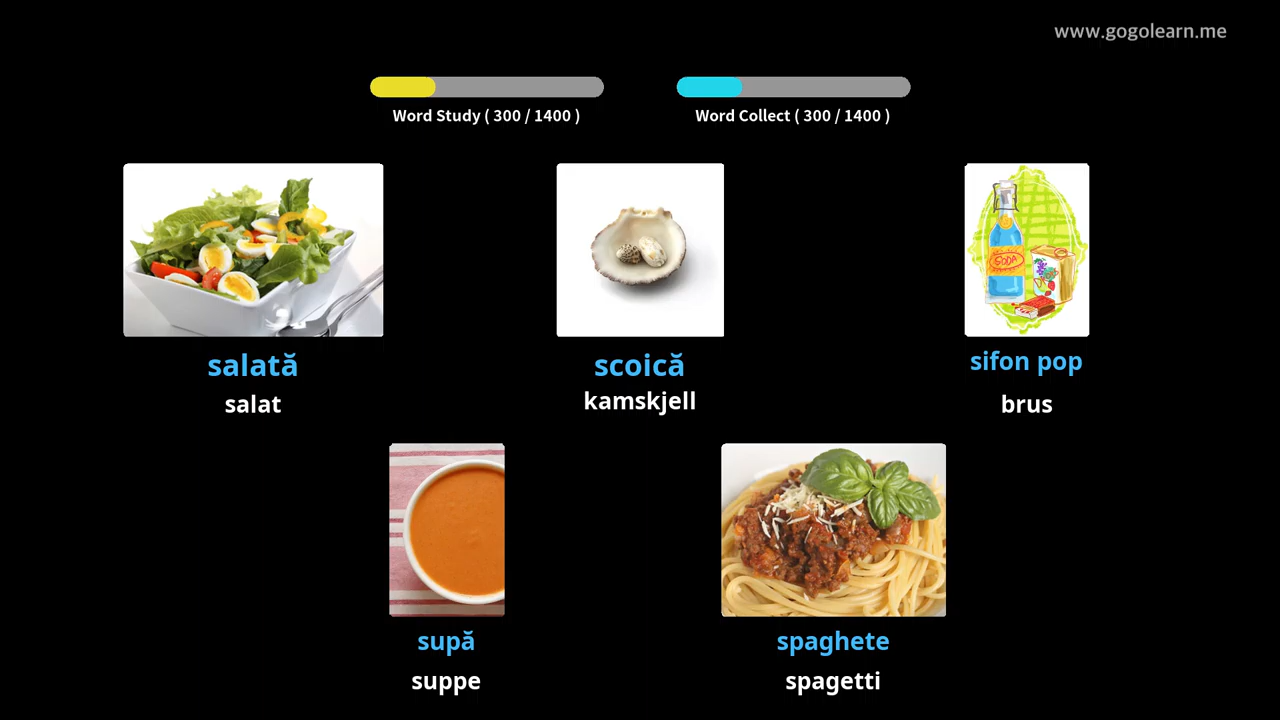 www.gogolearn.me
Word Study ( 300 / 1400 )
Word Collect ( 300 / 1400 )
SODA
salată
scoică
sifon pop
salat
kamskjell
brus
supă
spaghete
suppe
spagetti